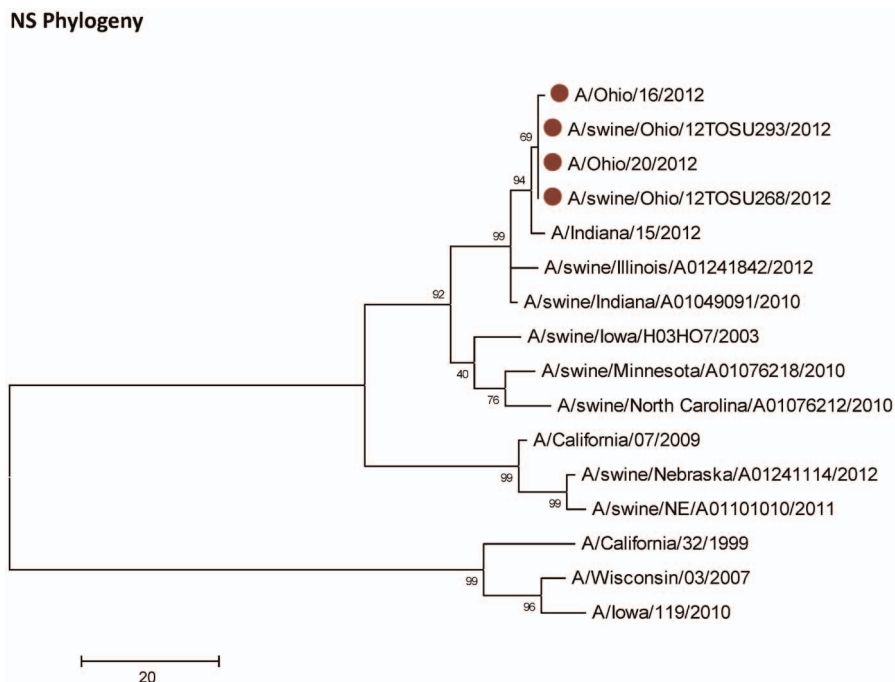 NS Phylogeny
A/Ohio/16/2012
69
A/swine/Ohio/12TOSU293/2012
A/Ohio/20/2012
94
A/swine/Ohio/12TOSU268/2012
A/Indiana/15/2012
99
A/swine/Illinois/A01241842/2012
92
A/swine/Indiana/A01049091/2010
A/swine/Iowa/H03HO7/2003
40
A/swine/Minnesota/A01076218/2010
76
A/swine/North Carolina/A01076212/2010
A/California/07/2009
99
A/swine/Nebraska/A01241114/2012
99
A/swine/NE/A01101010/2011
A/California/32/1999
99
A/Wisconsin/03/2007
96
A/Iowa/119/2010
20